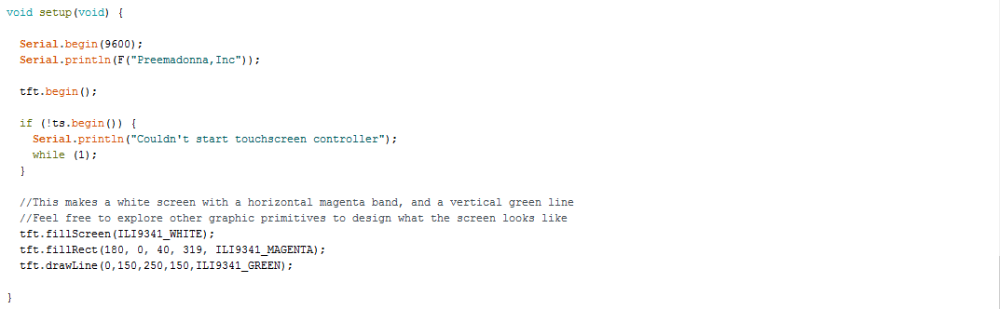 void setup(void) {
Serial.begin(9600);
Serial.println(F("Preemadonna,Inc"));
tft.begin();
if (!ts.begin()) {
Serial.println("Couldn't start touchscreen controller");
while (1);
}
//This makes a white screen with a horizontal magenta band, and a vertical green line
//Feel free to explore other graphic primitives to design what the screen looks like
tft.fillScreen(ILI9341_WHITE);
tft.fillRect(180, 0, 40, 319, ILI9341_MAGENTA);
tft.drawLine(0,150,250,150,ILI9341_GREEN);
}